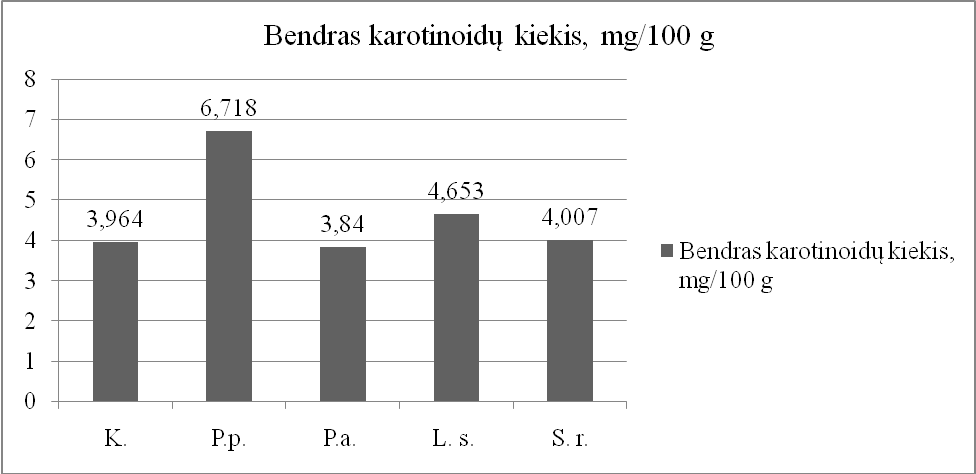 Bendras karotinoidų kiekis, mg/100 g
8
7
6
5
4
3
2
1
0
3,964
6,718
3,84
4,653
4,007
K.
P.p.
P.a.
L. s.
S. r.
Bendras karotinoidų kiekis,
mg/100 g